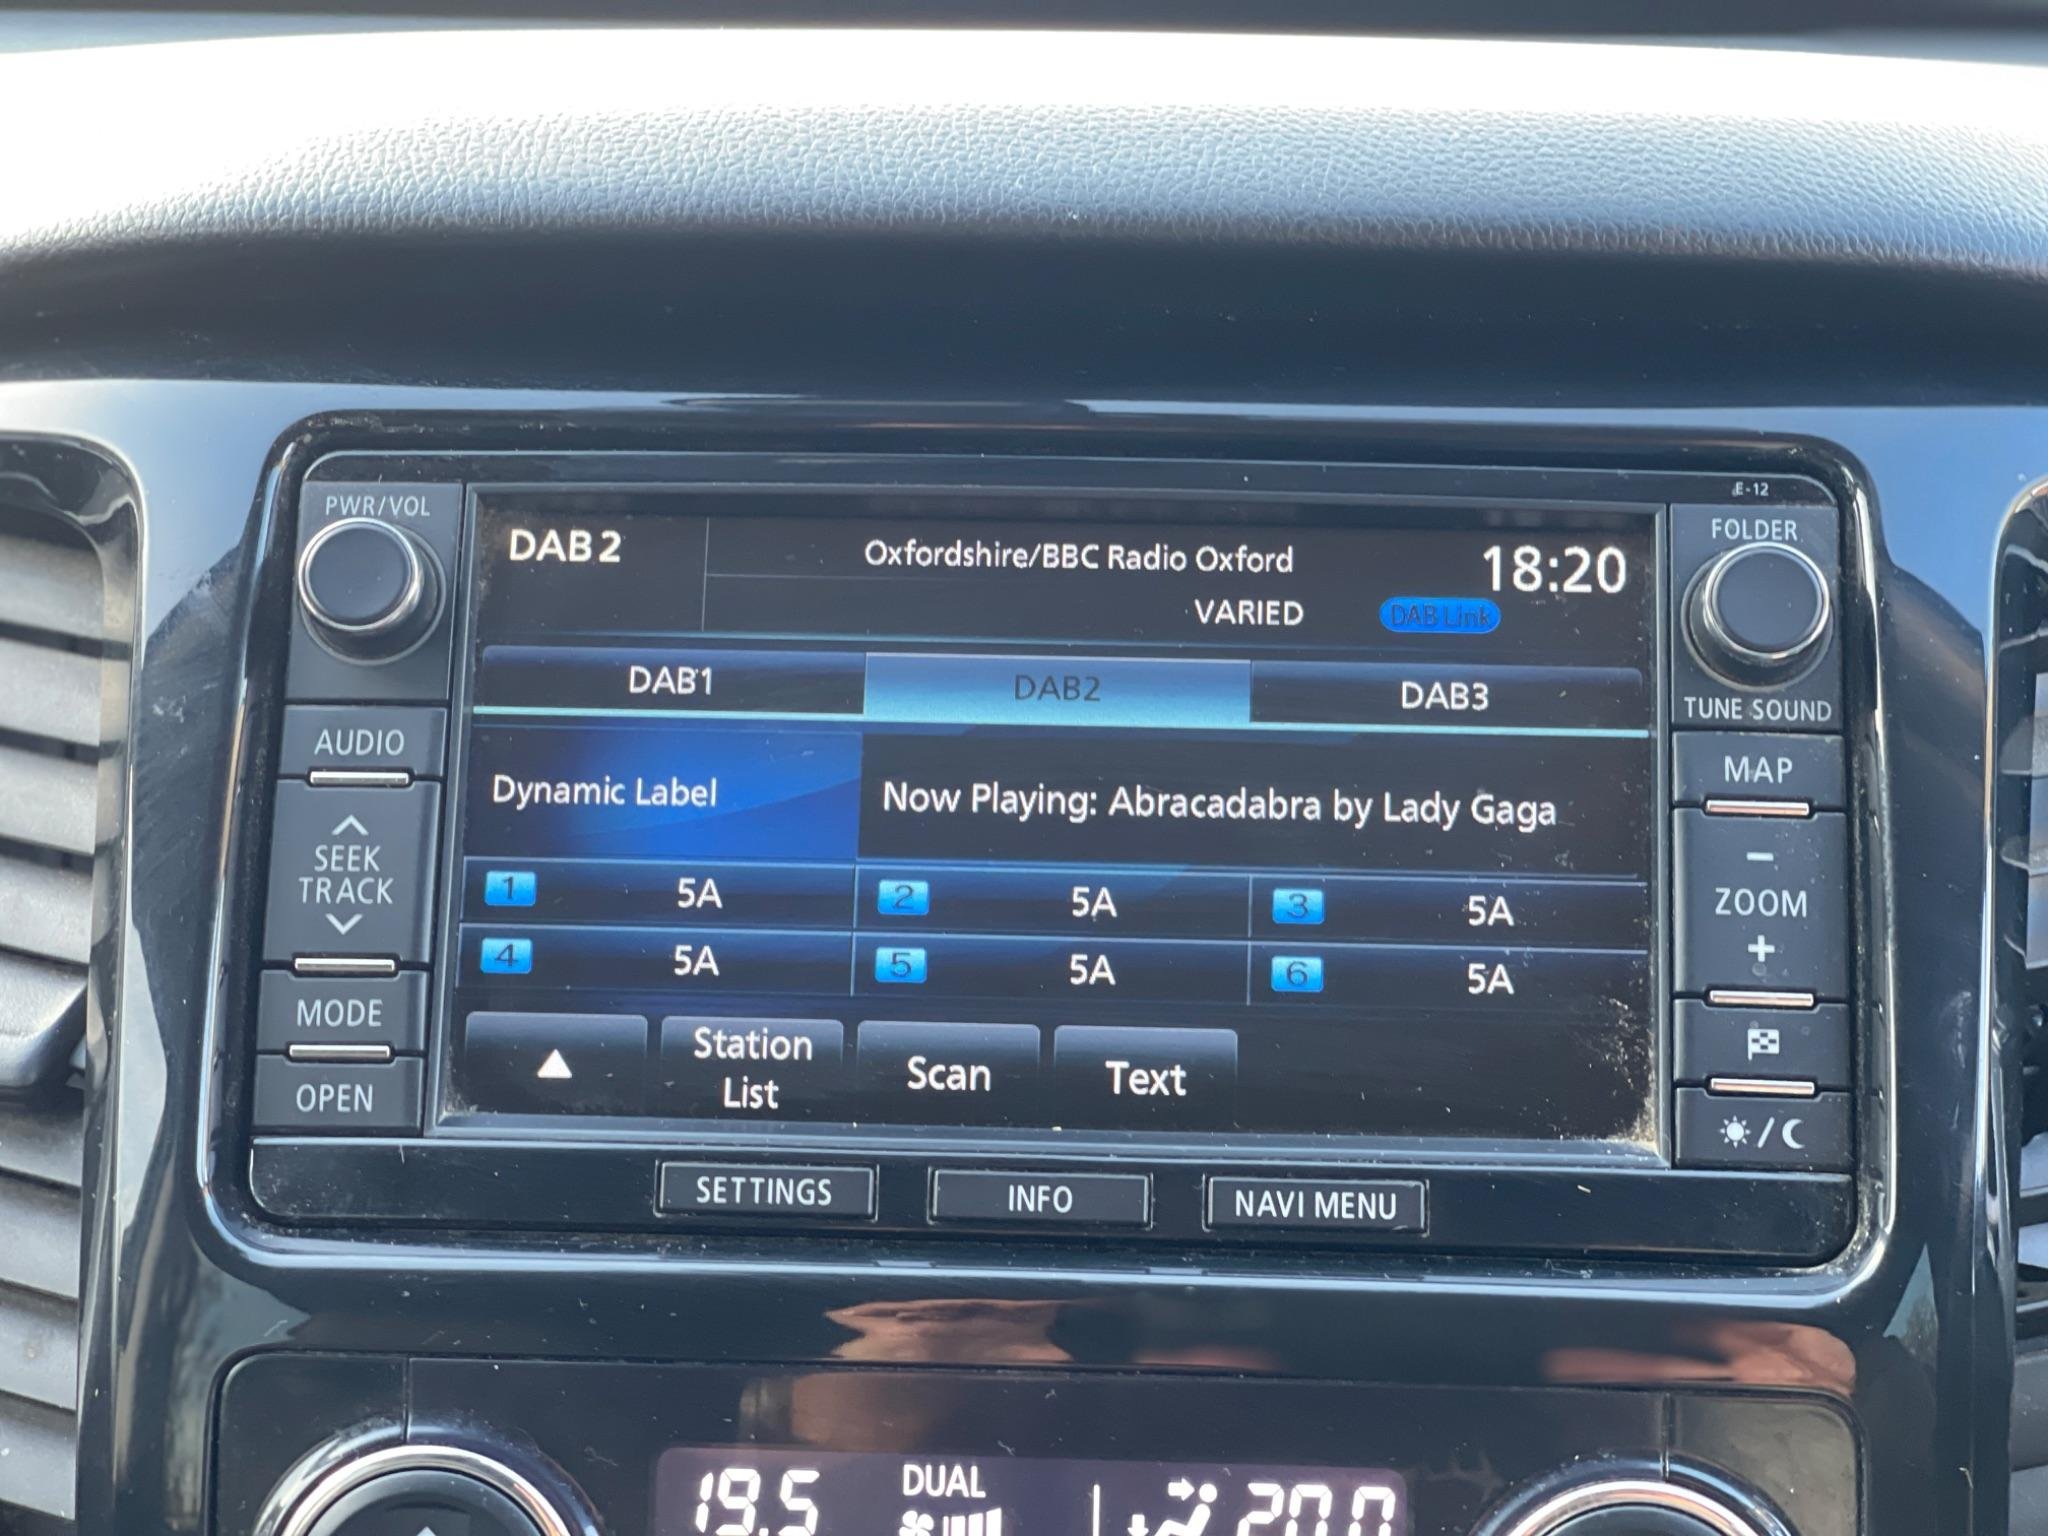 E-12
PWR/VOL
FOLDER
DAB2
Oxfordshire/BBC Radio Oxford
18:20
VARIED
DAB Link
TUNE SOUND
DAB1
DAB2
DAB3
AUDIO
MAP
Dynamic Label
Now Playing: Abracadabra by Lady Gaga
SEEK
TRACK
ZOOM
1 5A
2 5A
3 5A
4 5A
5 5A
6 5A
MODE
Station
List
Scan
Text
OPEN
SETTINGS
INFO
NAVI MENU
19.5
DUAL
20.0